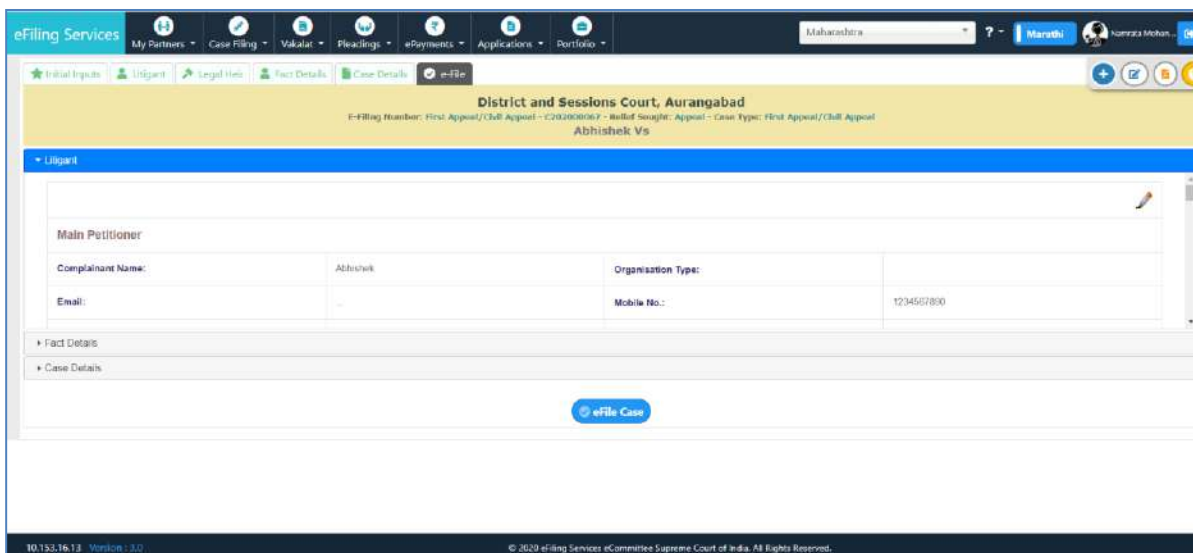 eFiling Services
My Partners Case Filing Vakalat Pleadings ePayments Applications Portfolio Maharashtra ? Marathi Namrata Mohan...
Initial Inputs Litigant Legal Heir Fact Details Case Details e-File
District and Sessions Court, Aurangabad
E-Filing Number: First Appeal/Civil Appeal - C202000067 - Relief Sought: Appeal - Case Type: First Appeal/Civil Appeal
Abhishek Vs
Litigant
Main Petitioner
Complainant Name: Abhishek Organisation Type:
Email: .. Mobile No.: 1234567890
Fact Details
Case Details
eFile Case
10.153.16.13 Version : 3.0 © 2020 eFiling Services eCommittee Supreme Court of India. All Rights Reserved.